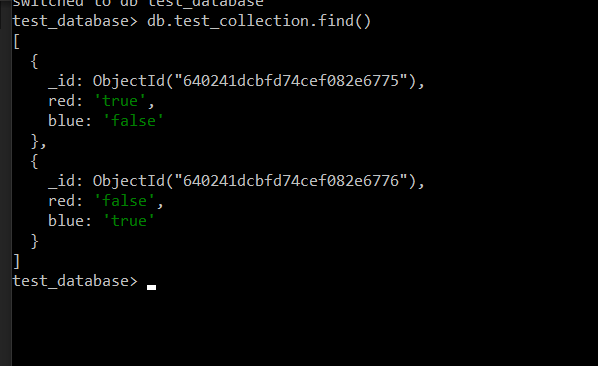 switched to db test_database
test_database> db.test_collection.find()
[
  {
    _id: ObjectId("640241dcbfd74cef082e6775"),
    red: 'true',
    blue: 'false'
  },
  {
    _id: ObjectId("640241dcbfd74cef082e6776"),
    red: 'false',
    blue: 'true'
  }
]
test_database>